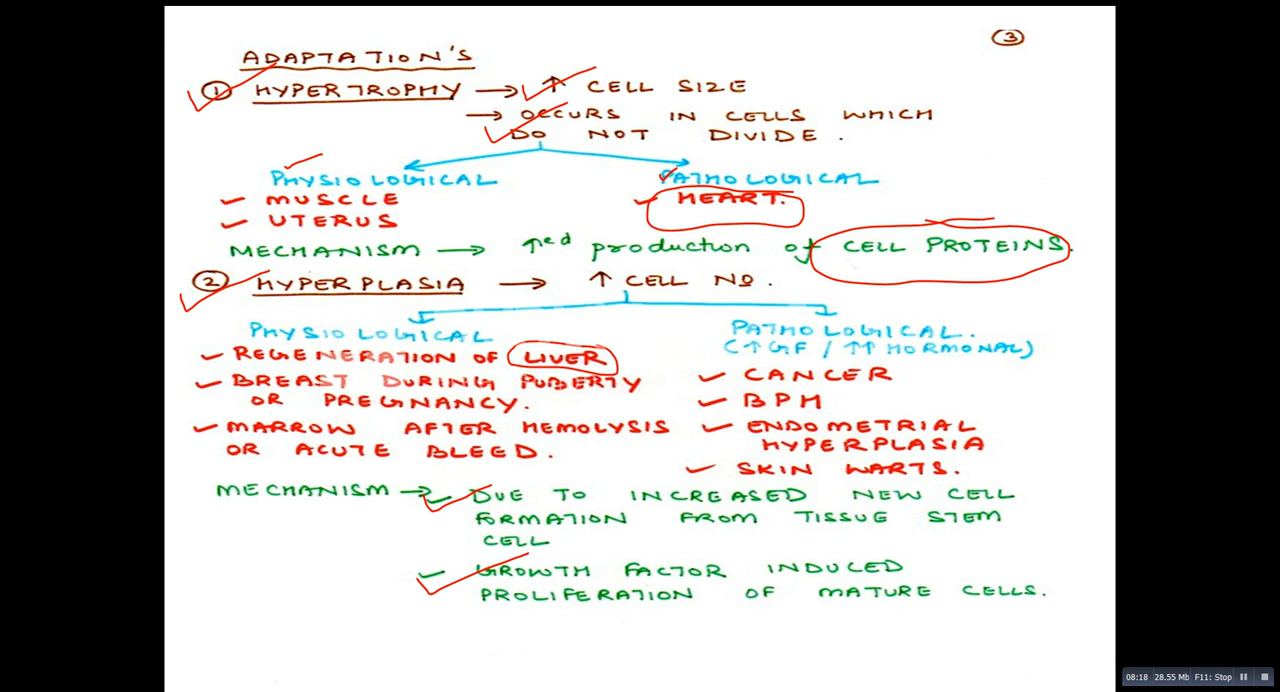 ③
ADAPTATION'S
① HYPERTROPHY → ↑ CELL SIZE
→ OCCURS IN CELLS WHICH
DO NOT DIVIDE.
PHYSIOLOGICAL PATHOLOGICAL
✓ MUSCLE ✓ HEART.
✓ UTERUS
MECHANISM → ↑ed production of CELL PROTEINS.
② HYPERPLASIA → ↑ CELL NO.
PHYSIOLOGICAL PATHOLOGICAL.
(↑GF / ↑↑ HORMONAL)
✓ REGENERATION OF LIVER
✓ CANCER
✓ BREAST DURING PUBERTY
OR PREGNANCY.
✓ BPH
✓ MARROW AFTER HEMOLYSIS
OR ACUTE BLEED.
✓ ENDOMETRIAL
HYPERPLASIA
✓ SKIN WARTS.
MECHANISM → ✓ DUE TO INCREASED NEW CELL
FORMATION FROM TISSUE STEM
CELL
✓ GROWTH FACTOR INDUCED
PROLIFERATION OF MATURE CELLS.
08:18 28.55 Mb F11: Stop